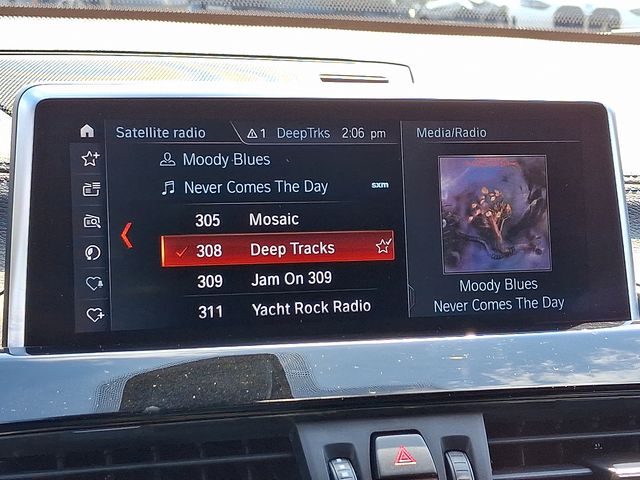 Satellite radio
1 DeepTrks 2:06 pm
Media/Radio
Moody Blues
Never Comes The Day
sxm
305 Mosaic
308 Deep Tracks
309 Jam On 309
311 Yacht Rock Radio
Moody Blues
Never Comes The Day